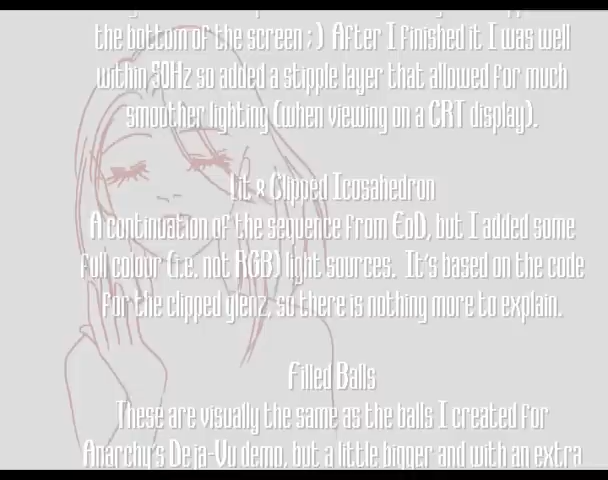 the bottom of the screen ;) After I finished it I was well
within 50Hz so added a stipple layer that allowed for much
smoother lighting (when viewing on a CRT display).
Lit & Clipped Icosahedron
A continuation of the sequence from EoD, but I added some
full colour (i.e. not RGB) light sources. It's based on the code
for the clipped glenz, so there is nothing more to explain.
Filled Balls
These are visually the same as the balls I created for
Anarchy's Deja-Vu demo, but a little bigger and with an extra